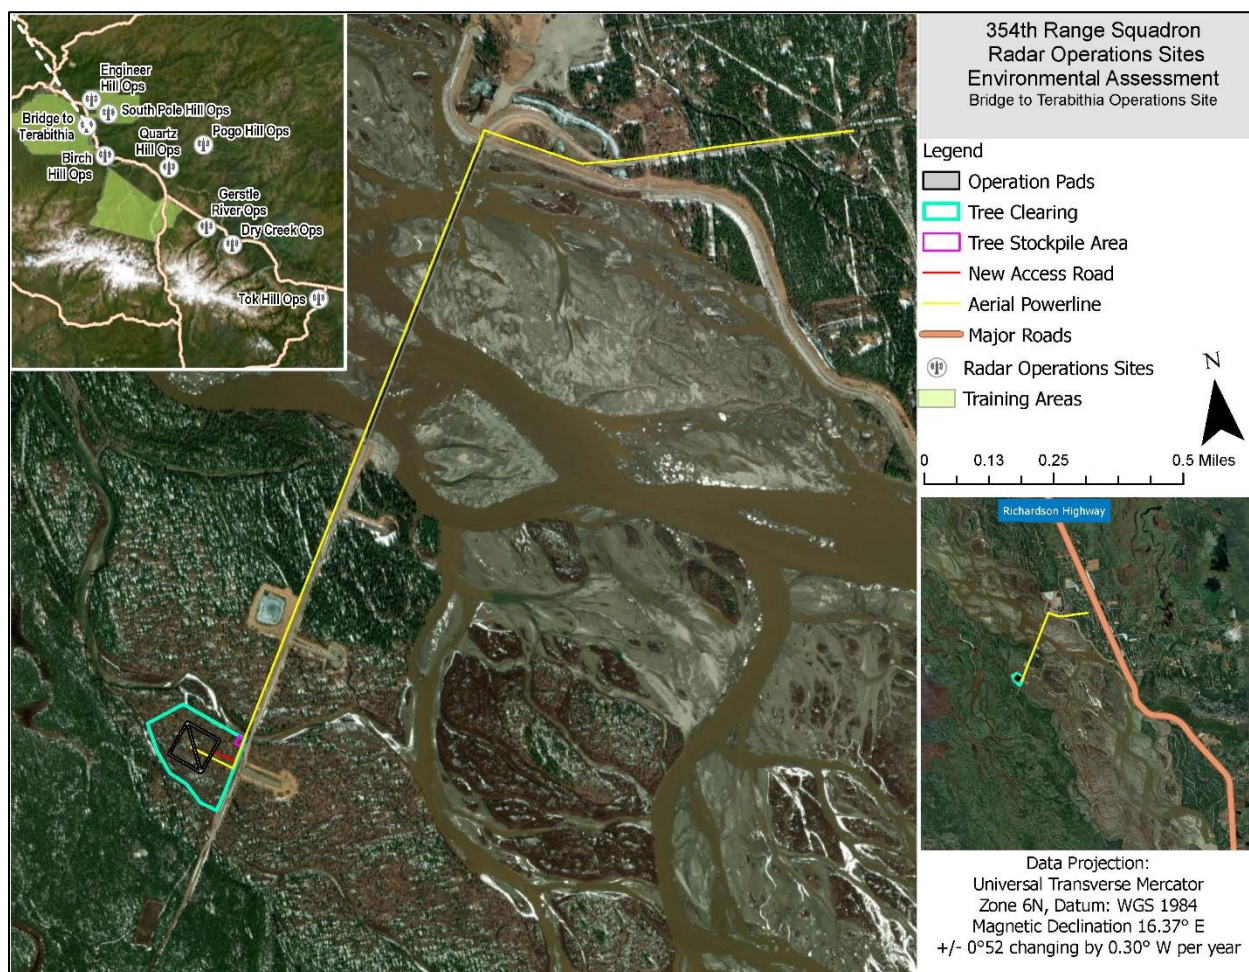 Engineer
Hill Ops
South Pole Hill Ops
Bridge to
Terabithia
Quartz
Hill Ops
Pogo Hill Ops
Birch
Hill Ops
Gerstle
River Ops
Dry Creek Ops
Tok Hill Ops
354th Range Squadron
Radar Operations Sites
Environmental Assessment
Bridge to Terabithia Operations Site
Legend
Operation Pads
Tree Clearing
Tree Stockpile Area
New Access Road
Aerial Powerline
Major Roads
Radar Operations Sites
Training Areas
N
0 0.13 0.25 0.5 Miles
Richardson Highway
Data Projection:
Universal Transverse Mercator
Zone 6N, Datum: WGS 1984
Magnetic Declination 16.37° E
+/- 0°52 changing by 0.30° W per year